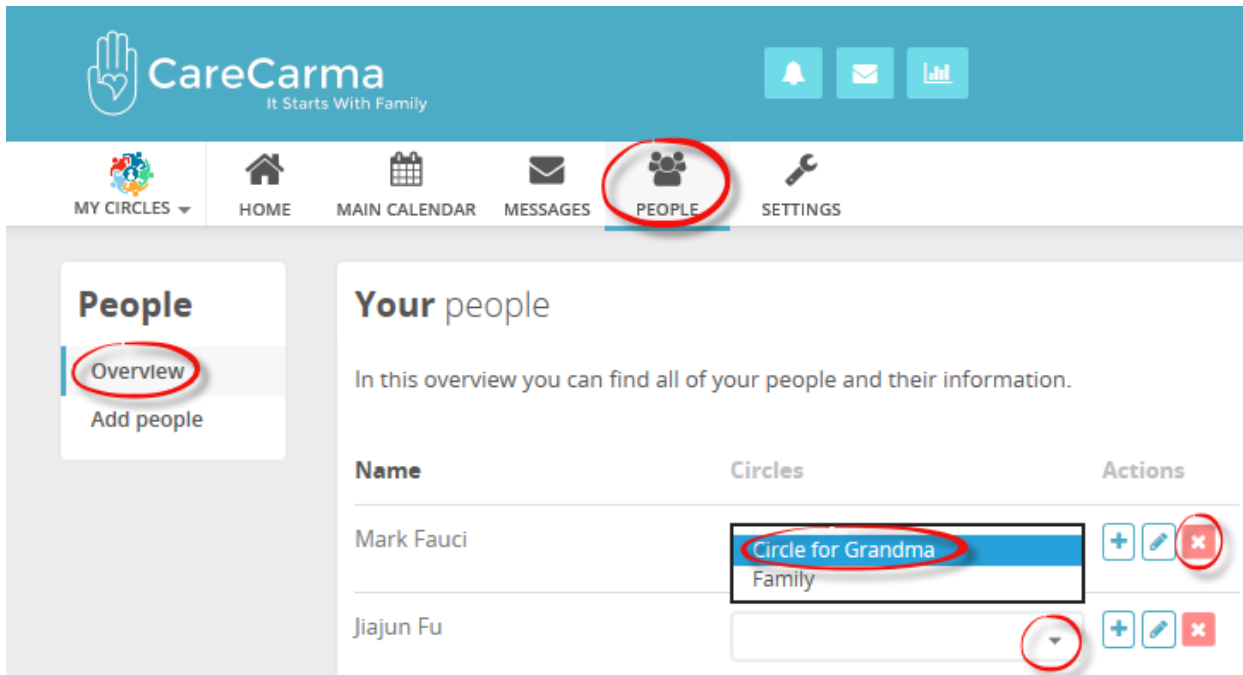 CareCarma
It Starts With Family
MY CIRCLES HOME MAIN CALENDAR MESSAGES PEOPLE SETTINGS
People
Overview
Add people
Your people
In this overview you can find all of your people and their information.
Name Circles Actions
Mark Fauci
Circle for Grandma
Family
Jiajun Fu